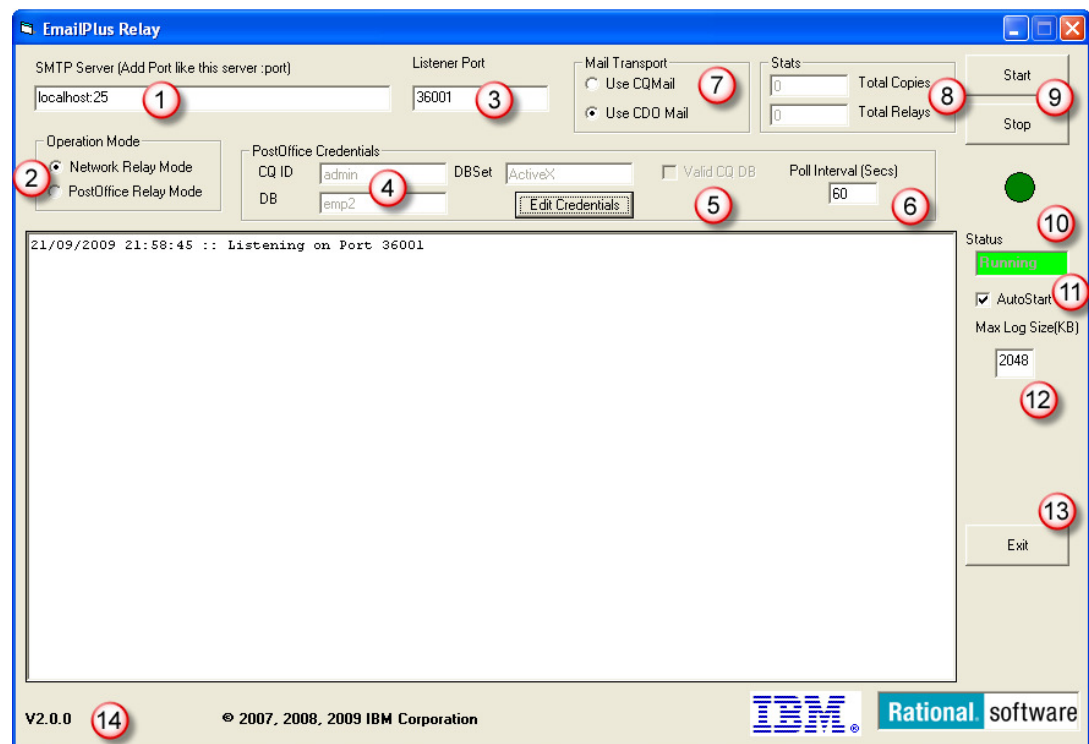 EmailPlus Relay
SMTP Server (Add Port like this server :port)
localhost:25
1
Listener Port
36001
3
Mail Transport
Use CQMail
Use CDO Mail
7
Stats
0 Total Copies
0 Total Relays
8
Start
Stop
9
Operation Mode
Network Relay Mode
PostOffice Relay Mode
2
PostOffice Credentials
CQ ID admin
DB emp2
4
DBSet ActiveX
Edit Credentials
Valid CQ DB
5
Poll Interval (Secs)
60
6
10
21/09/2009 21:58:45 :: Listening on Port 36001
Status
Running
11
AutoStart
Max Log Size(KB)
2048
12
13
Exit
V2.0.0
14
© 2007, 2008, 2009 IBM Corporation
IBM®
Rational. software